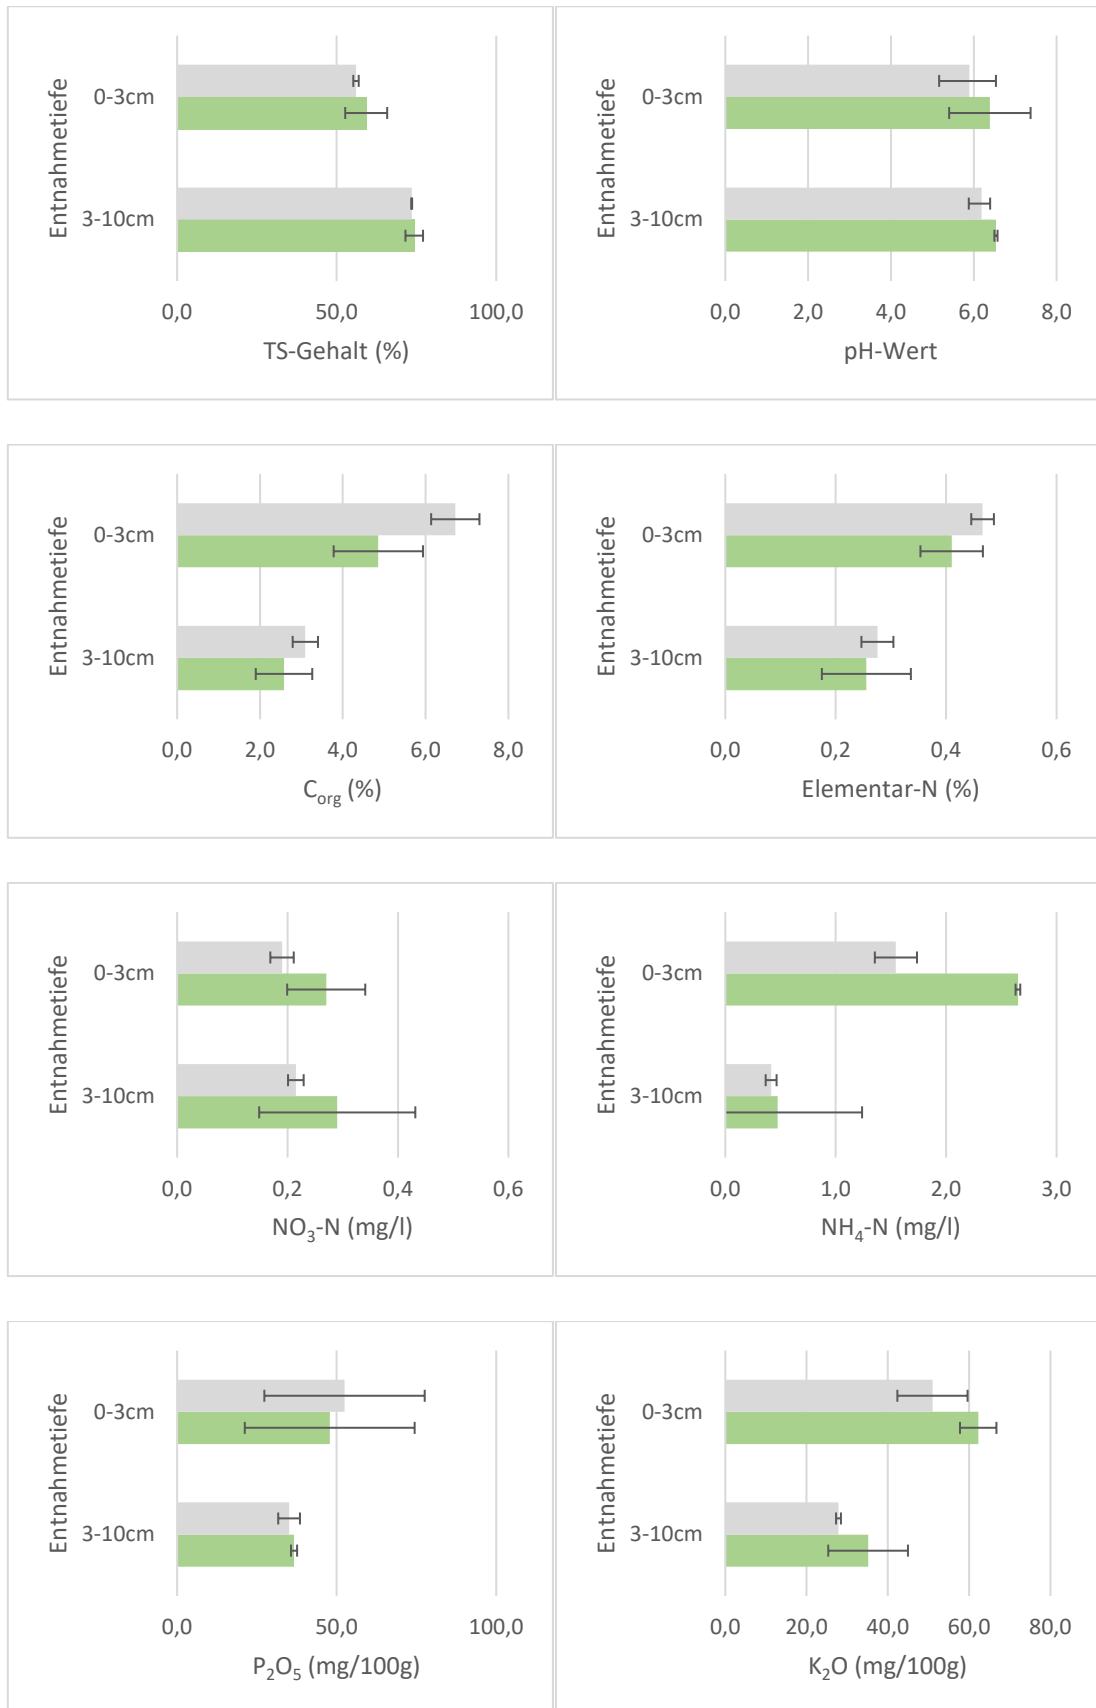 Entnahmetiefe
0-3cm
3-10cm
0,0 50,0 100,0
TS-Gehalt (%)
Entnahmetiefe
0-3cm
3-10cm
0,0 2,0 4,0 6,0 8,0
pH-Wert
Entnahmetiefe
0-3cm
3-10cm
0,0 2,0 4,0 6,0 8,0
C_org (%)
Entnahmetiefe
0-3cm
3-10cm
0,0 0,2 0,4 0,6
Elementar-N (%)
Entnahmetiefe
0-3cm
3-10cm
0,0 0,2 0,4 0,6
NO₃-N (mg/l)
Entnahmetiefe
0-3cm
3-10cm
0,0 1,0 2,0 3,0
NH₄-N (mg/l)
Entnahmetiefe
0-3cm
3-10cm
0,0 50,0 100,0
P₂O₅ (mg/100g)
Entnahmetiefe
0-3cm
3-10cm
0,0 20,0 40,0 60,0 80,0
K₂O (mg/100g)